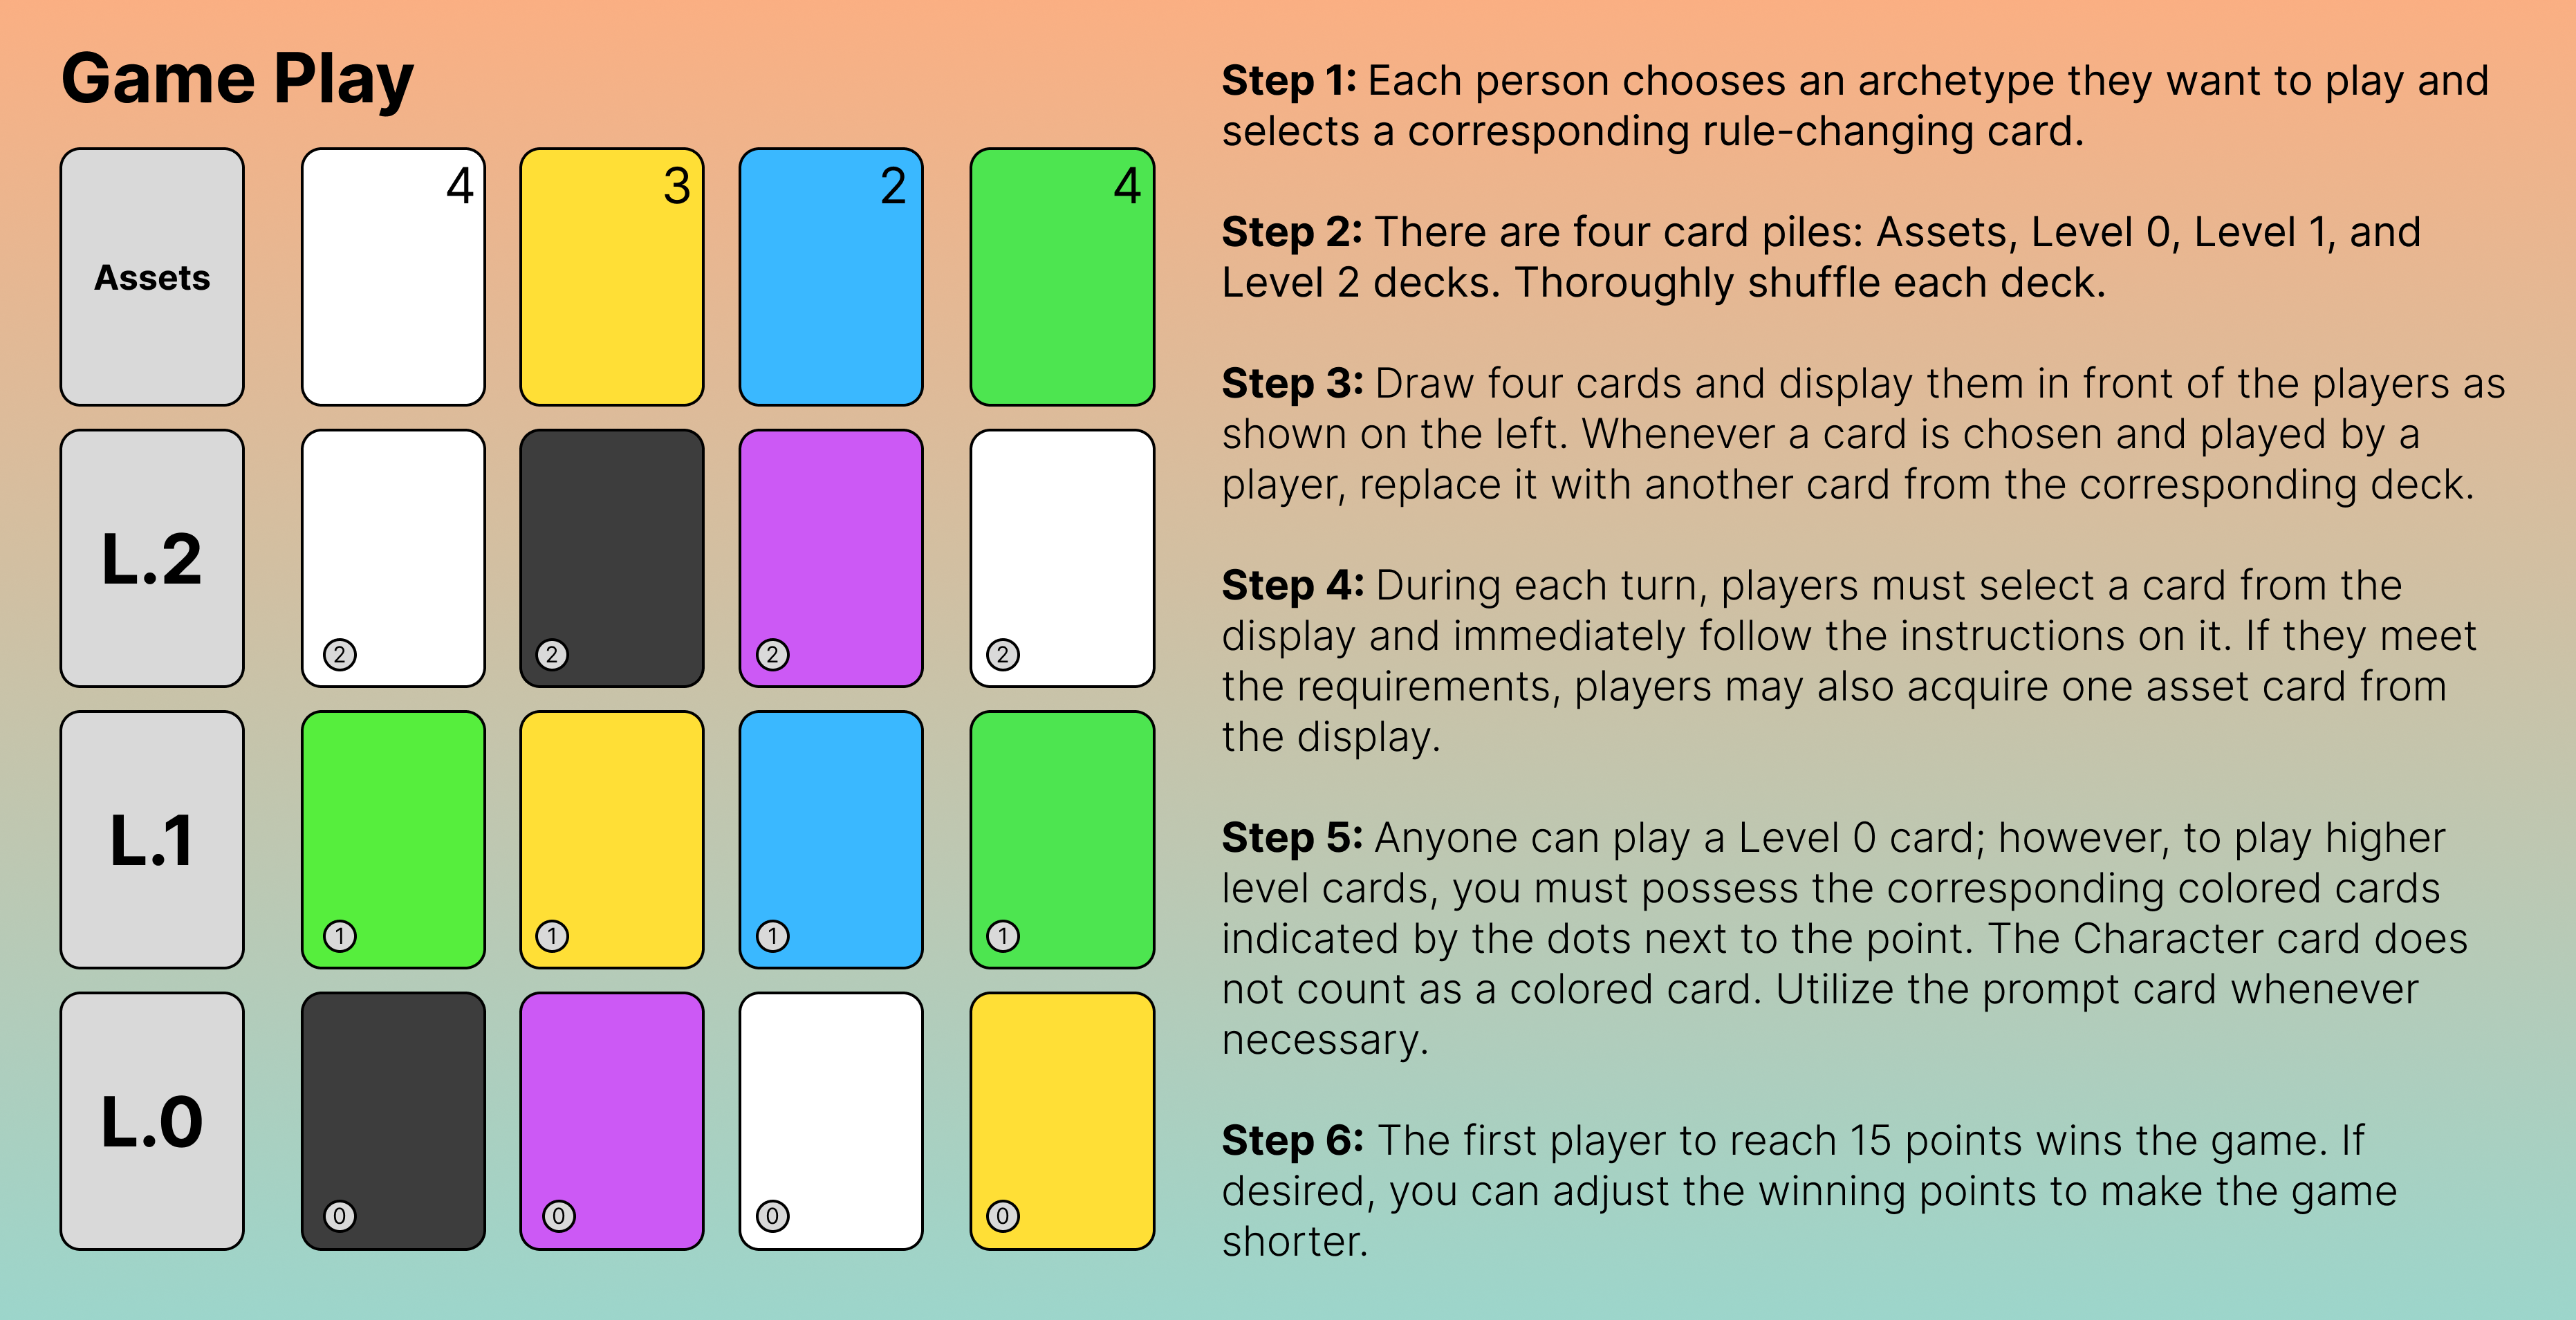 Game Play
Assets
4
3
2
4
L.2
2
2
2
2
L.1
1
1
1
1
L.0
0
0
0
0
Step 1: Each person chooses an archetype they want to play and
selects a corresponding rule-changing card.
Step 2: There are four card piles: Assets, Level 0, Level 1, and
Level 2 decks. Thoroughly shuffle each deck.
Step 3: Draw four cards and display them in front of the players as
shown on the left. Whenever a card is chosen and played by a
player, replace it with another card from the corresponding deck.
Step 4: During each turn, players must select a card from the
display and immediately follow the instructions on it. If they meet
the requirements, players may also acquire one asset card from
the display.
Step 5: Anyone can play a Level 0 card; however, to play higher
level cards, you must possess the corresponding colored cards
indicated by the dots next to the point. The Character card does
not count as a colored card. Utilize the prompt card whenever
necessary.
Step 6: The first player to reach 15 points wins the game. If
desired, you can adjust the winning points to make the game
shorter.